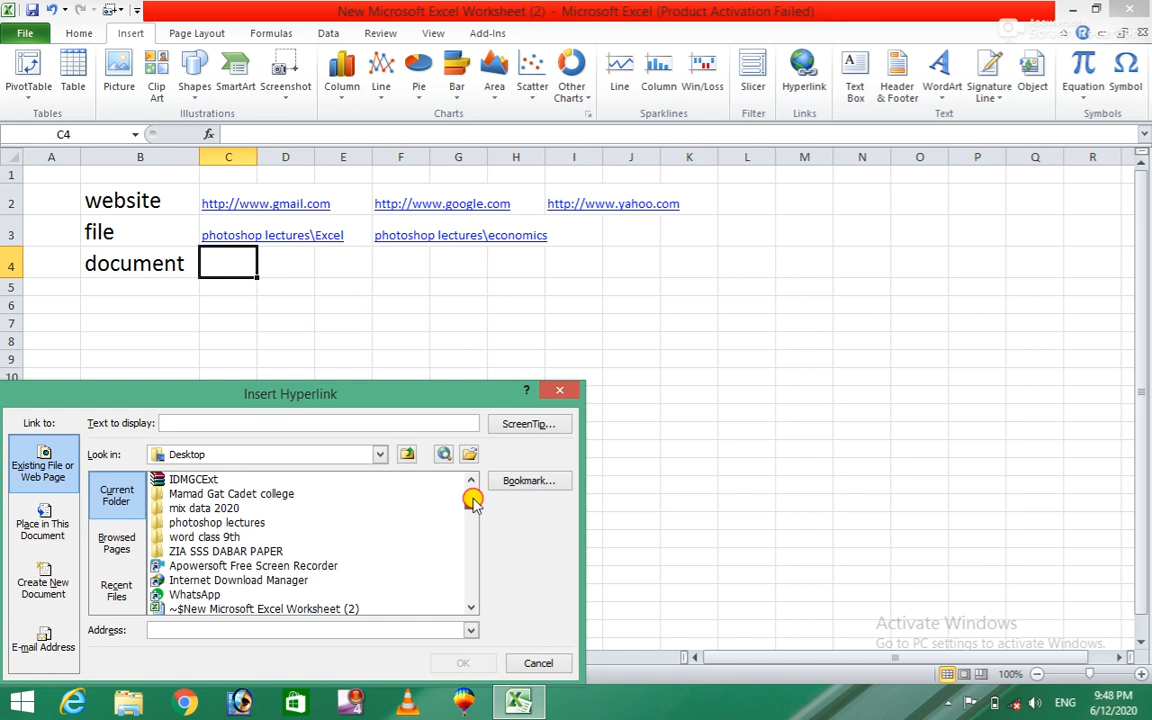 New Microsoft Excel Worksheet (2) - Microsoft Excel (Product Activation Failed)
File Home Insert Page Layout Formulas Data Review View Add-Ins
PivotTable Table Picture Clip Art Shapes SmartArt Screenshot Column Line Pie Bar Area Scatter Other Charts Line Column Win/Loss Slicer Hyperlink Text Box Header & Footer WordArt Signature Line Object Equation Symbol
Tables Illustrations Charts Sparklines Filter Links Text Symbols
C4 fx
A B C D E F G H I J K L M N O P Q R
1
2 website http://www.gmail.com http://www.google.com http://www.yahoo.com
3 file photoshop lectures\Excel photoshop lectures\economics
4 document
5
6
7
8
9
10
Insert Hyperlink ?
Link to: Text to display: ScreenTip...
Existing File or Web Page
Look in: Desktop
Bookmark...
Current Folder
Browsed Pages
Recent Files
IDMGCExt
Mamad Gat Cadet college
mix data 2020
photoshop lectures
word class 9th
ZIA SSS DABAR PAPER
Apowersoft Free Screen Recorder
Internet Download Manager
WhatsApp
~$New Microsoft Excel Worksheet (2)
Place in This Document
Create New Document
E-mail Address
Address:
OK Cancel
Activate Windows
Go to PC settings to activate Windows.
100%
ENG
9:48 PM
6/12/2020